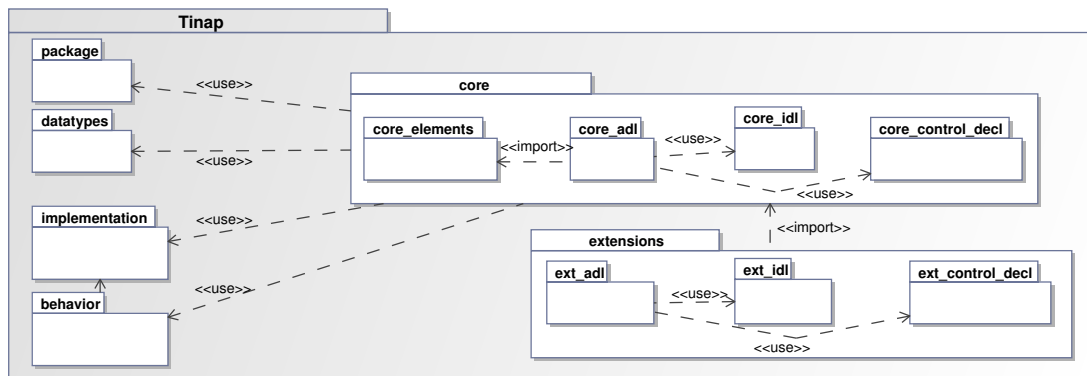 Tinap
package
<<use>>
core
datatypes
core_elements
core_adl
core_idl
core_control_decl
<<import>>
<<use>>
<<use>>
<<use>>
implementation
<<use>>
<<import>>
extensions
ext_adl
ext_idl
ext_control_decl
behavior
<<use>>
<<use>>
<<use>>